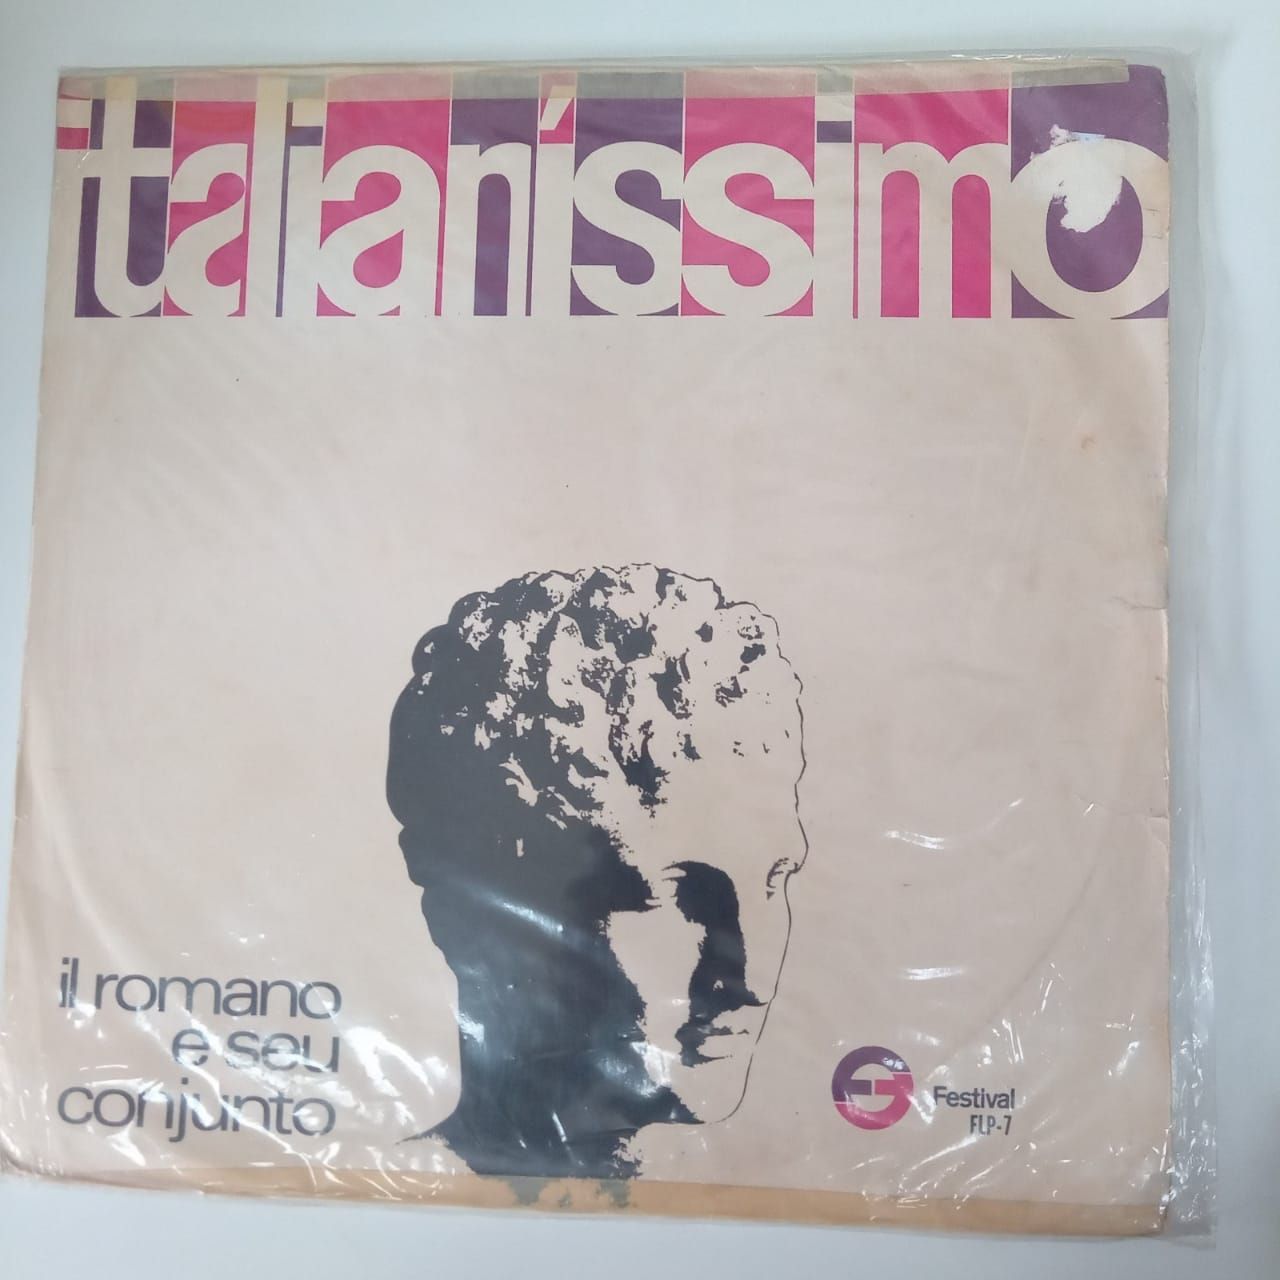 italianíssimo
il romano
e seu
conjunto
Festival
FLP-7